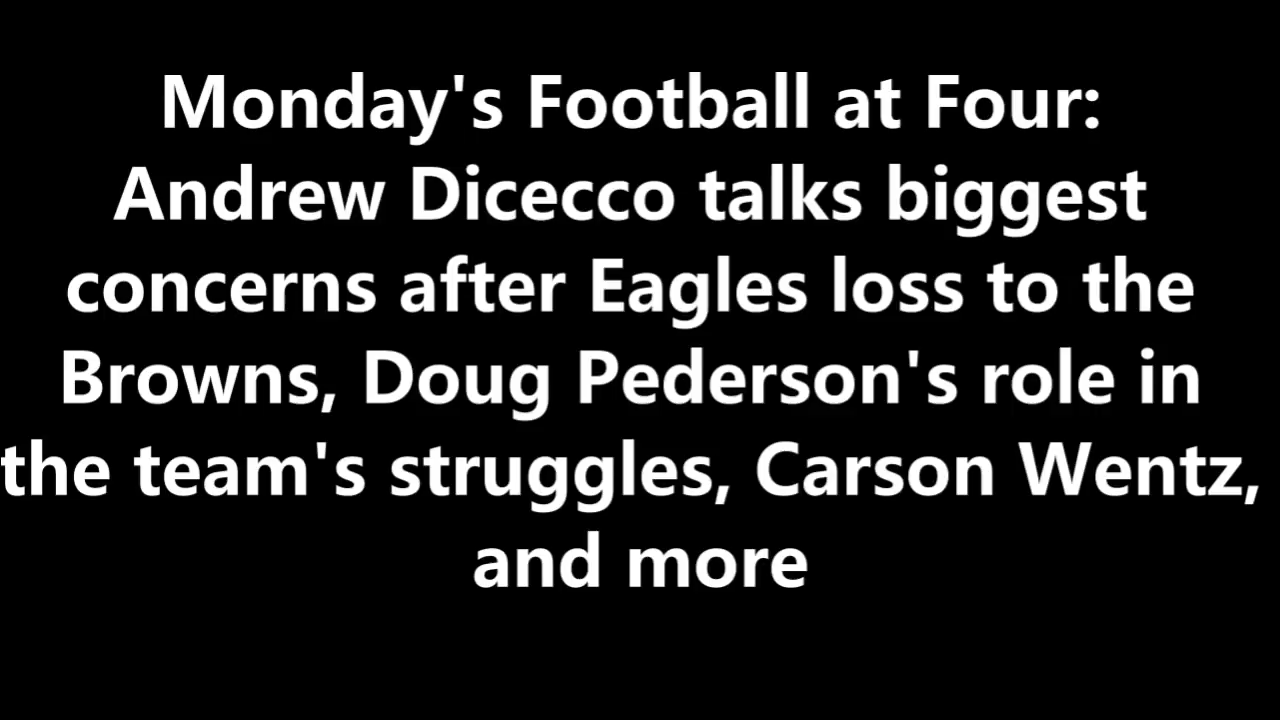 Monday's Football at Four:
Andrew Dicecco talks biggest
concerns after Eagles loss to the
Browns, Doug Pederson's role in
the team's struggles, Carson Wentz,
and more